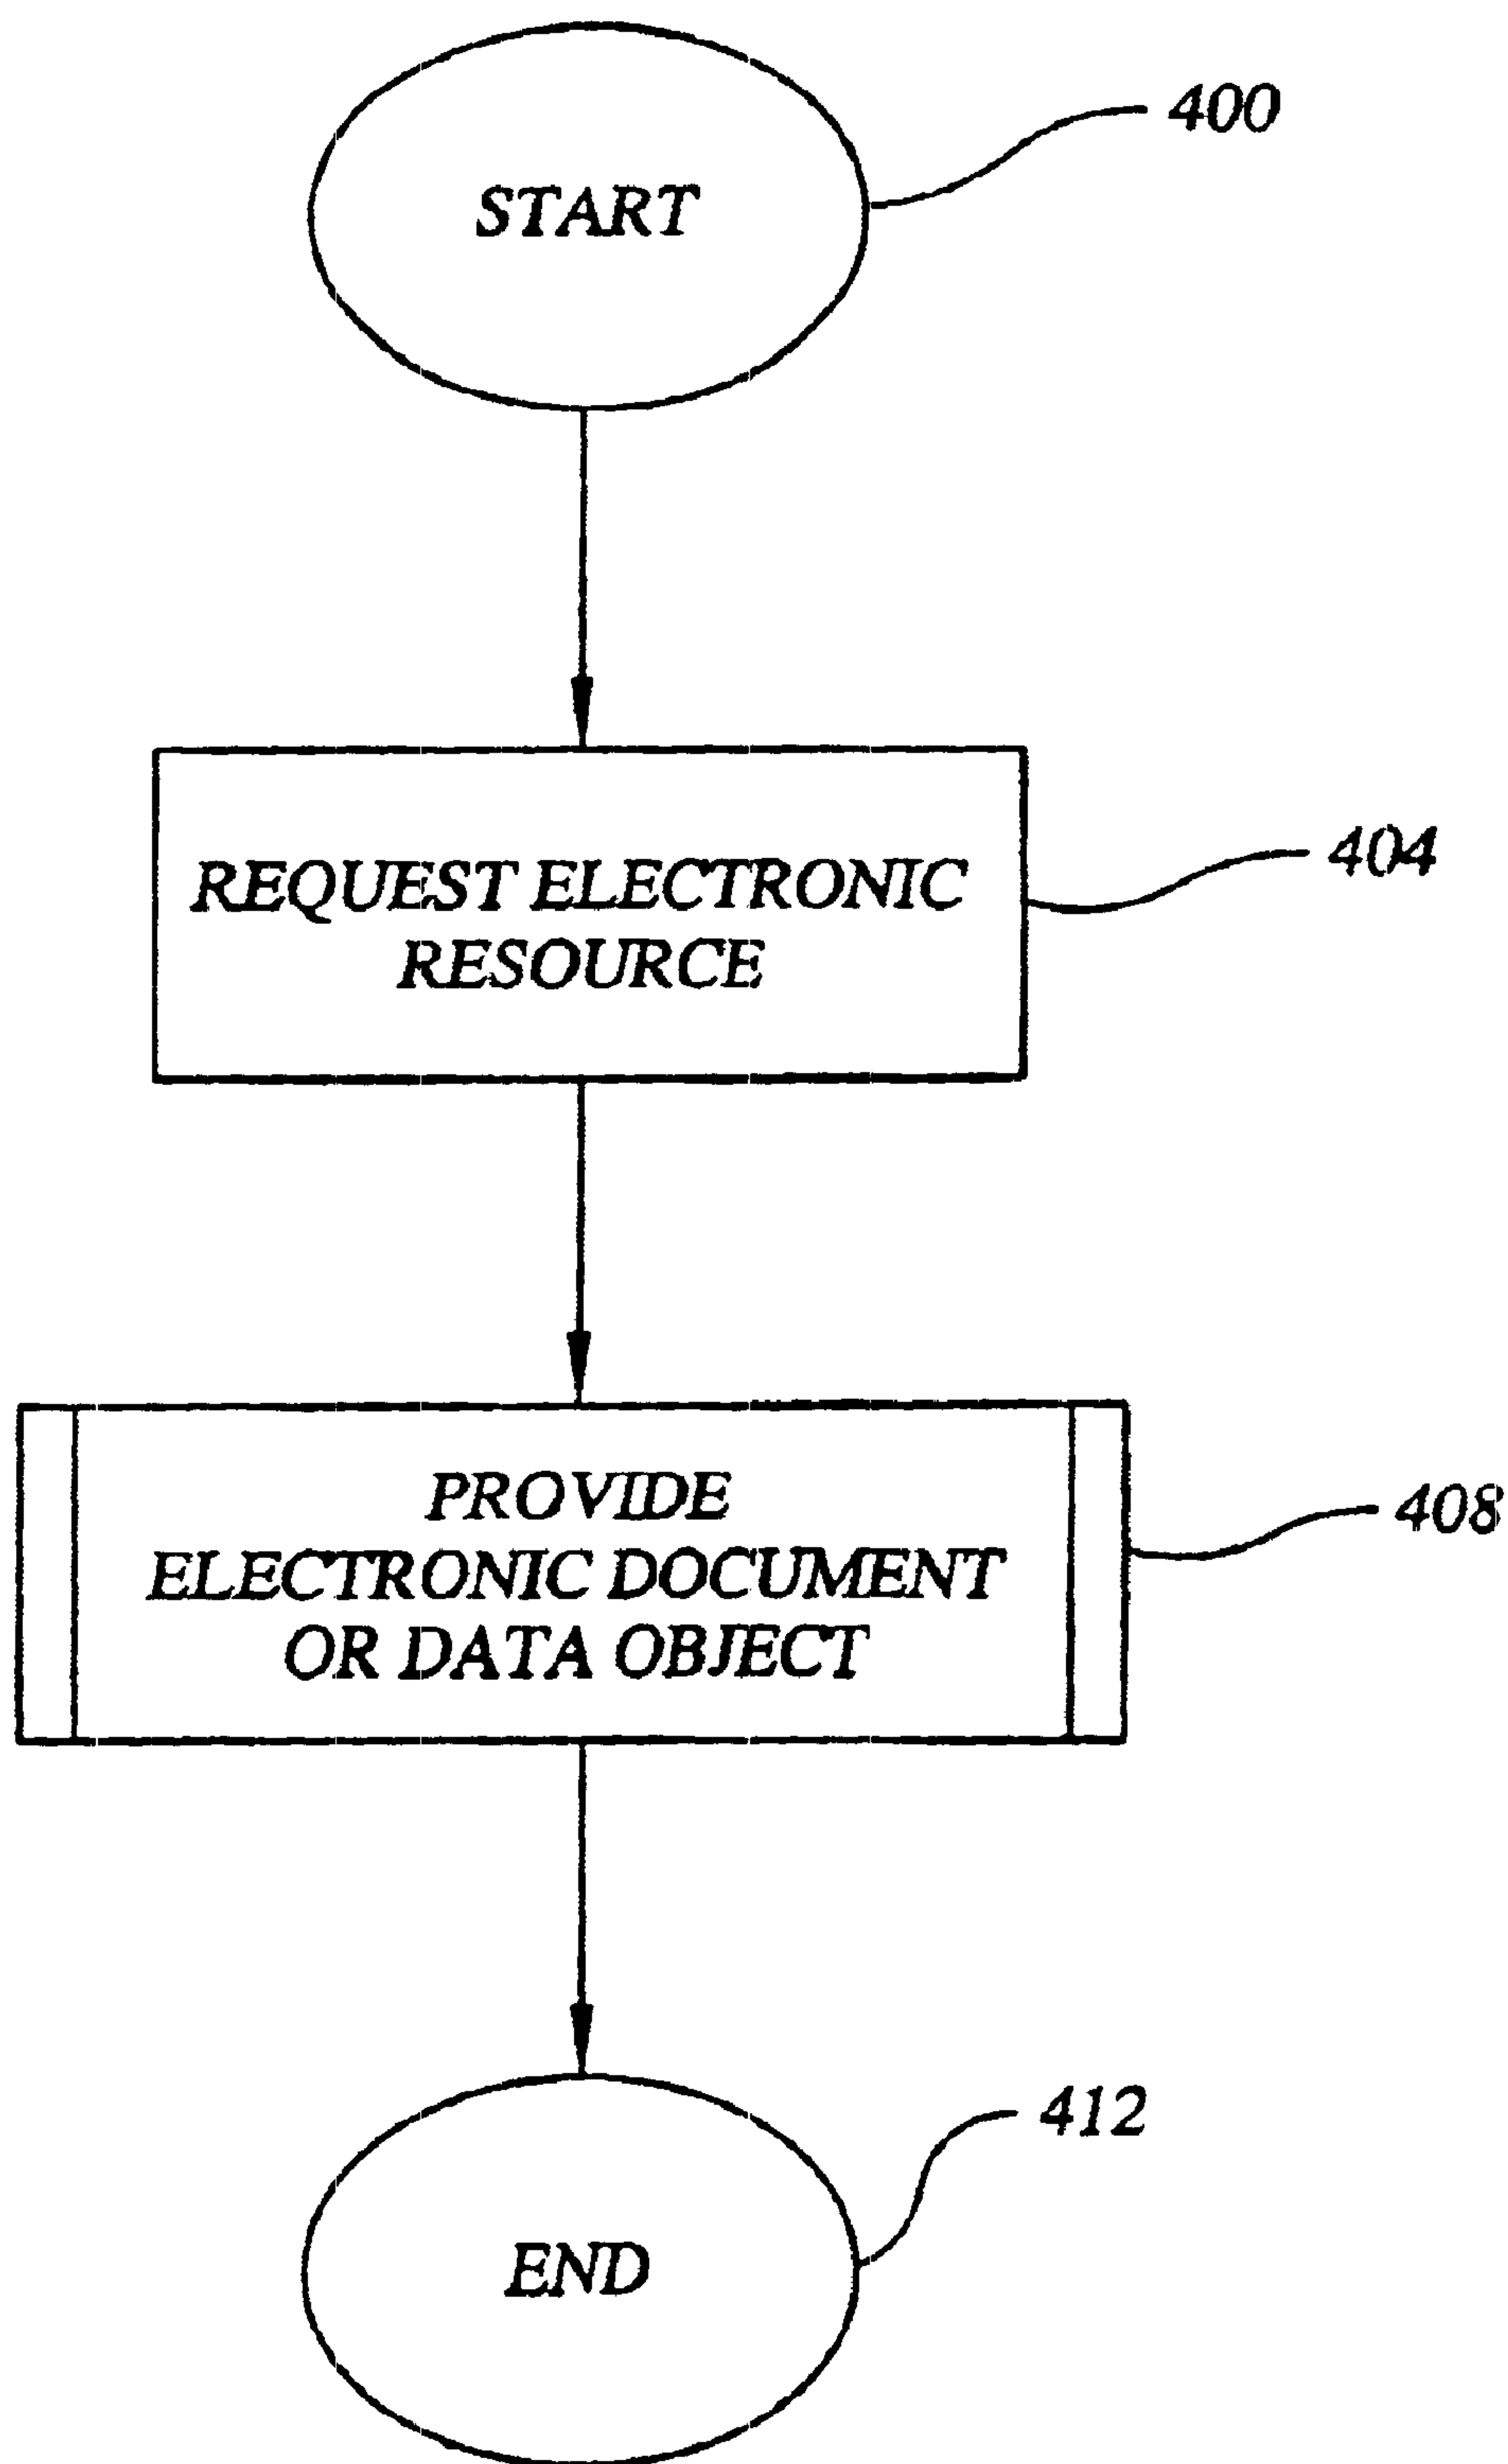 START
400
REQUEST ELECTRONIC
RESOURCE
404
PROVIDE
ELECTRONIC DOCUMENT
OR DATA OBJECT
408
END
412